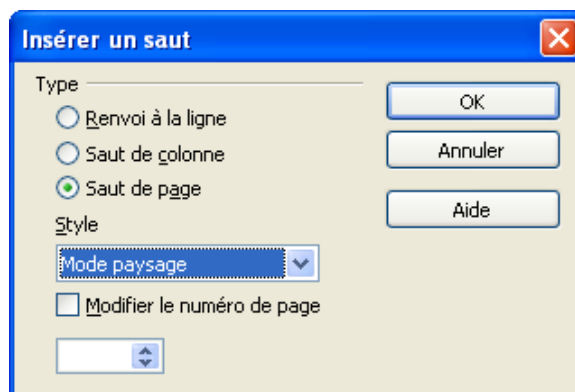 Insérer un saut
Type
Renvoi à la ligne
Saut de colonne
Saut de page
Style
Mode paysage
Modifier le numéro de page
OK
Annuler
Aide